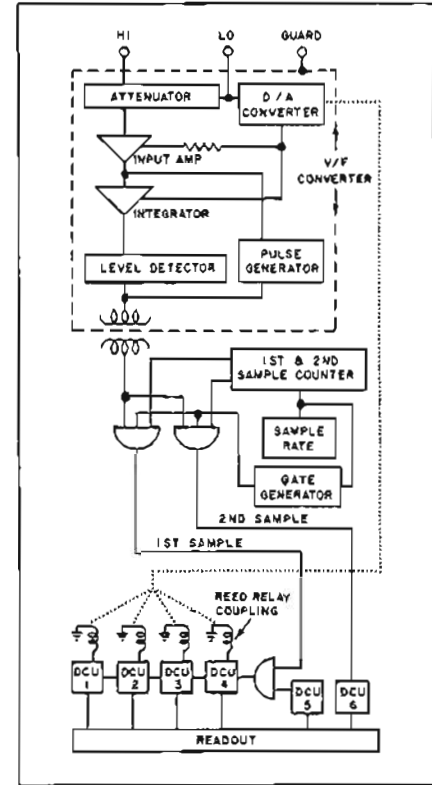 HI LO GUARD
ATTENUATOR
D/A
CONVERTER
INPUT AMP
V/F
CONVERTER
INTEGRATOR
LEVEL DETECTOR
PULSE
GENERATOR
1ST & 2ND
SAMPLE COUNTER
SAMPLE
RATE
GATE
GENERATOR
2ND SAMPLE
1ST SAMPLE
REED RELAY
COUPLING
DCU
1
DCU
2
DCU
3
DCU
4
DCU
5
DCU
6
READOUT